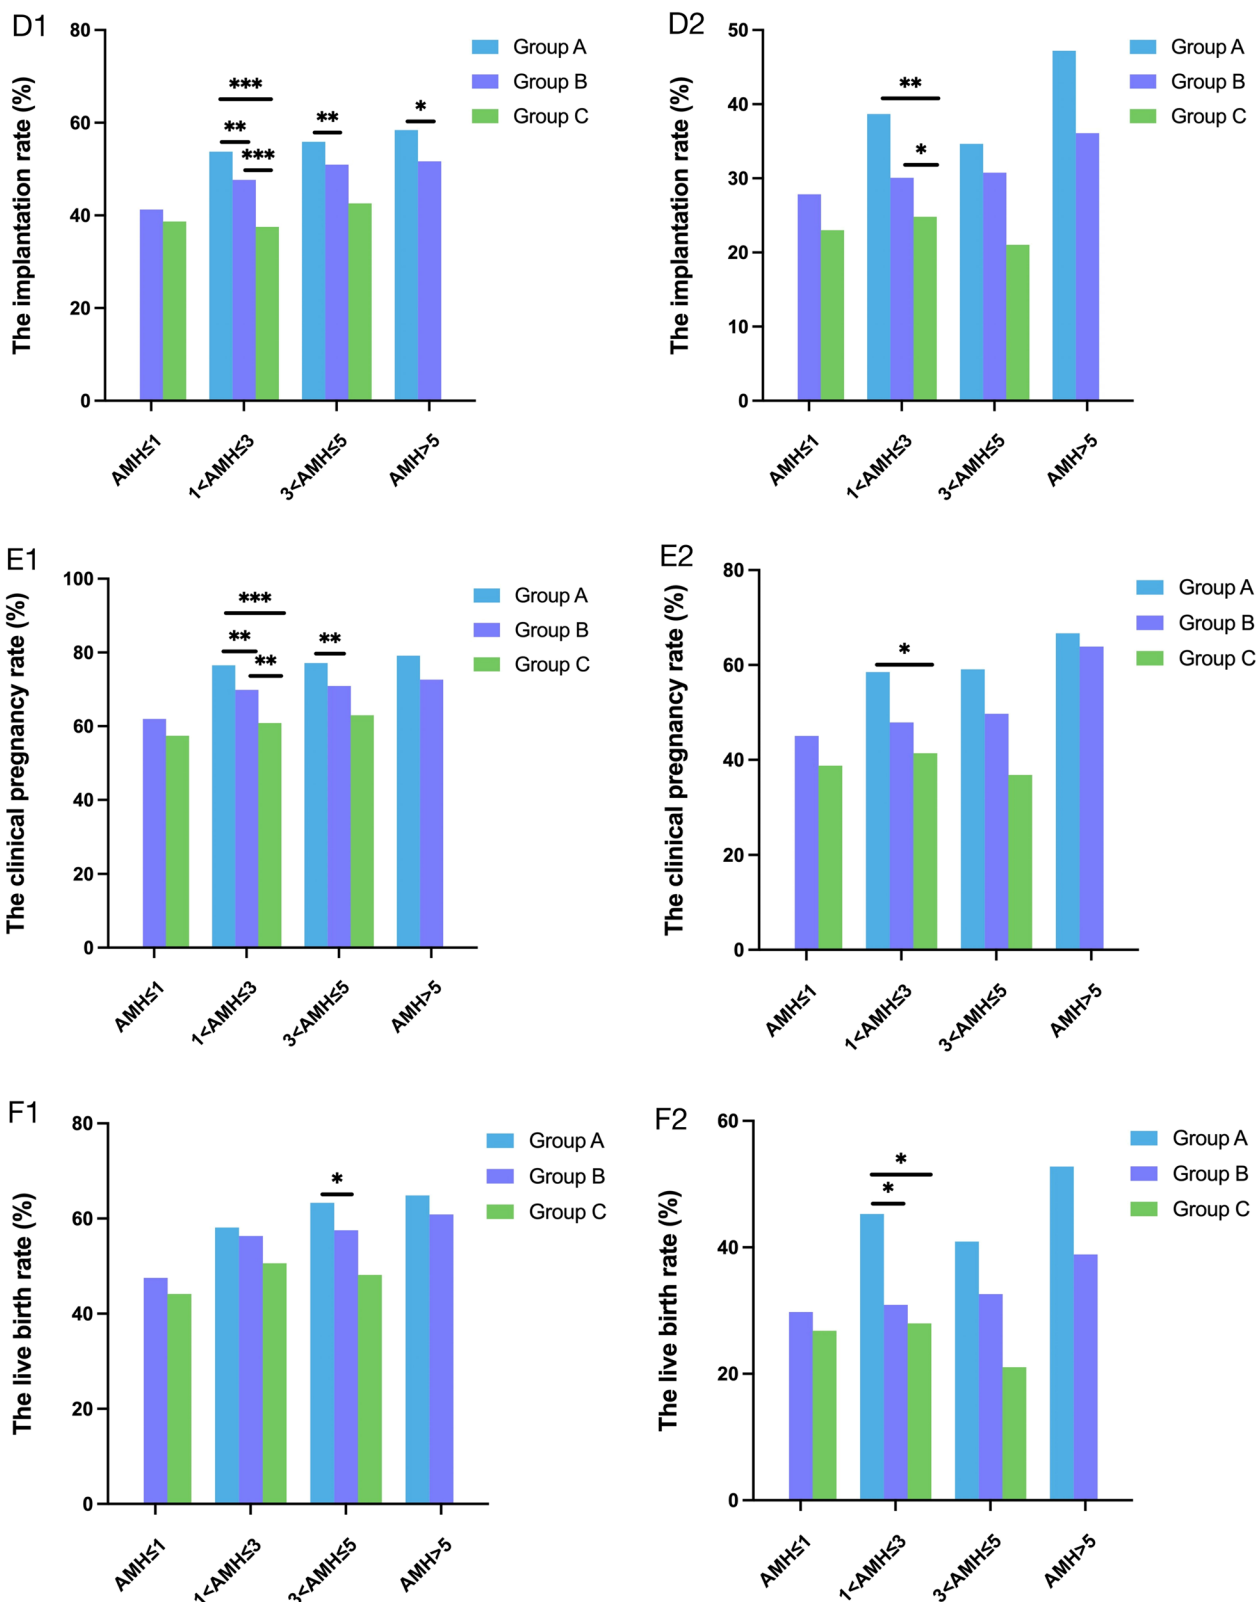 D1
The implantation rate (%)
80
60
40
20
0
***
**
***
**
*
Group A
Group B
Group C
AMH≤1
1<AMH≤3
3<AMH≤5
AMH>5
D2
The implantation rate (%)
50
40
30
20
10
0
**
*
Group A
Group B
Group C
AMH≤1
1<AMH≤3
3<AMH≤5
AMH>5
E1
The clinical pregnancy rate (%)
100
80
60
40
20
0
***
**
**
**
Group A
Group B
Group C
AMH≤1
1<AMH≤3
3<AMH≤5
AMH>5
E2
The clinical pregnancy rate (%)
80
60
40
20
0
*
Group A
Group B
Group C
AMH≤1
1<AMH≤3
3<AMH≤5
AMH>5
F1
The live birth rate (%)
80
60
40
20
0
*
Group A
Group B
Group C
AMH≤1
1<AMH≤3
3<AMH≤5
AMH>5
F2
The live birth rate (%)
60
40
20
0
*
*
Group A
Group B
Group C
AMH≤1
1<AMH≤3
3<AMH≤5
AMH>5